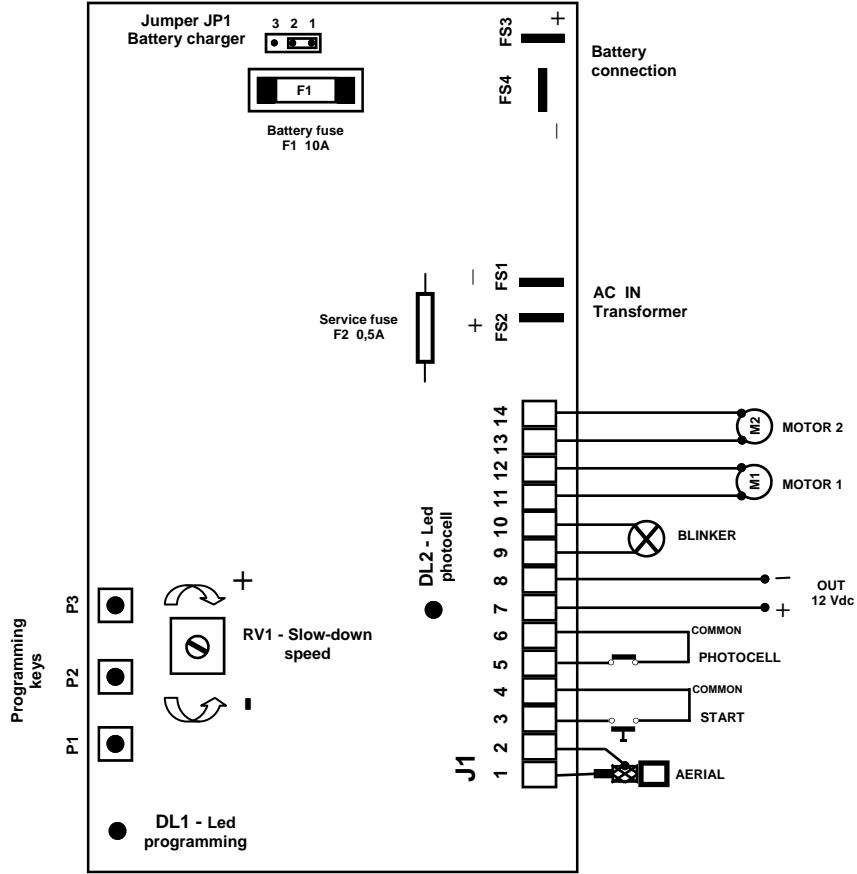 Jumper JP1
Battery charger
3 2 1
F1
Battery fuse
F1 10A
FS3
+
FS4
–
Battery
connection
–
FS1
+
FS2
AC IN
Transformer
Service fuse
F2 0,5A
14
13
12
11
10
9
8
7
6
5
4
3
2
1
J1
M2
MOTOR 2
M1
MOTOR 1
BLINKER
–
+
OUT
12 Vdc
COMMON
PHOTOCELL
COMMON
START
AERIAL
DL2 - Led
photocell
Programming
keys
P3
P2
P1
+
RV1 - Slow-down
speed
-
DL1 - Led
programming